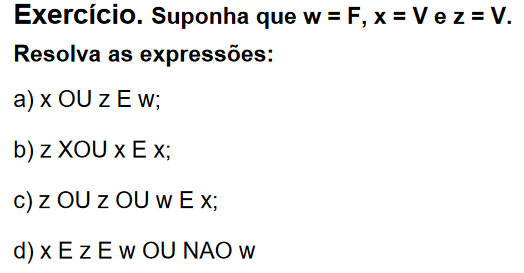 Exercício. Suponha que w = F, x = V e z = V.
Resolva as expressões:
a) x OU z E w;
b) z XOU x E x;
c) z OU z OU w E x;
d) x E z E w OU NAO w